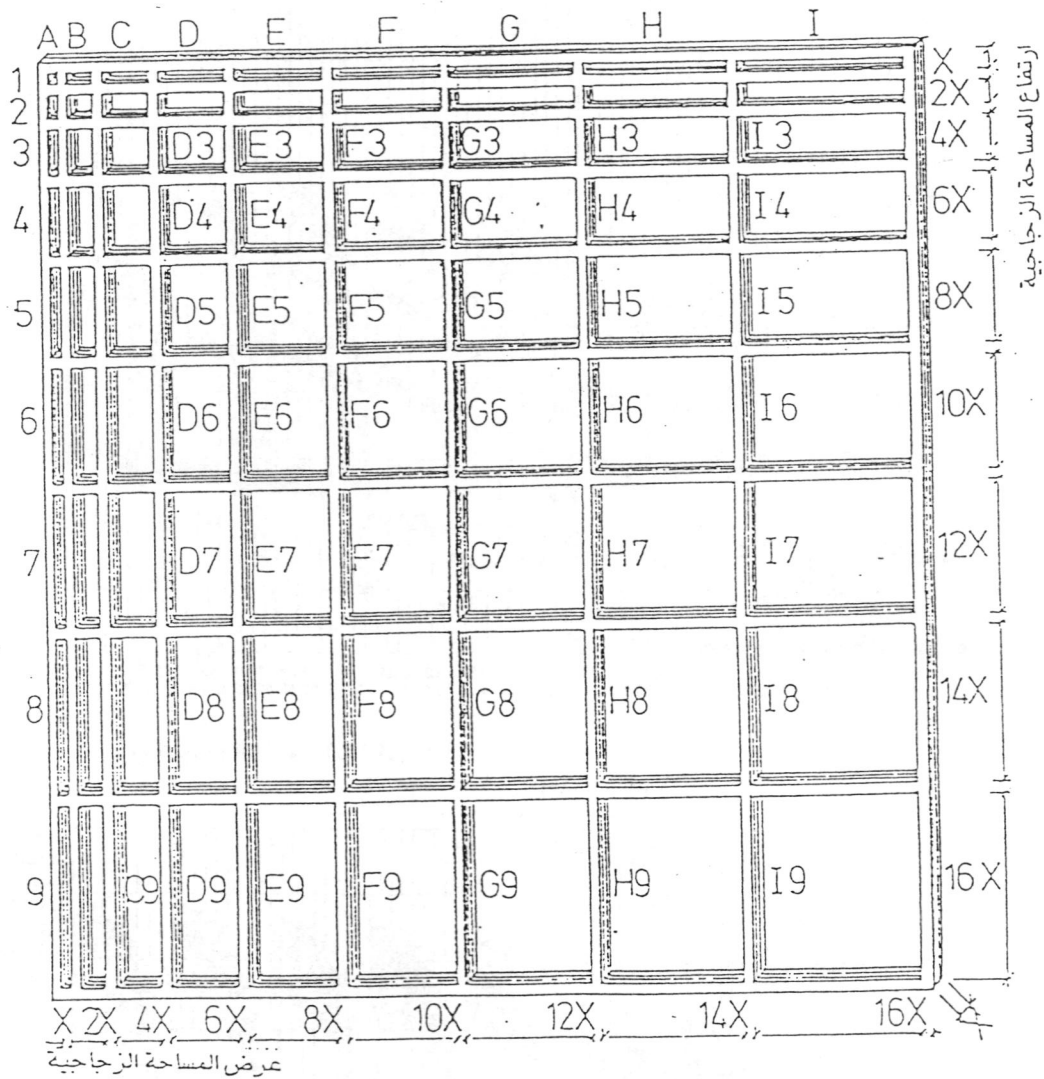 A B C D E F G H I
1 X
2 2X
3 D3 E3 F3 G3 H3 I3 4X
4 D4 E4 F4 G4 H4 I4 6X
5 D5 E5 F5 G5 H5 I5 8X
6 D6 E6 F6 G6 H6 I6 10X
7 D7 E7 F7 G7 H7 I7 12X
8 D8 E8 F8 G8 H8 I8 14X
9 C9 D9 E9 F9 G9 H9 I9 16X
X 2X 4X 6X 8X 10X 12X 14X 16X
عرض المساحة الزجاجية
ارتفاع المساحة الزجاجية